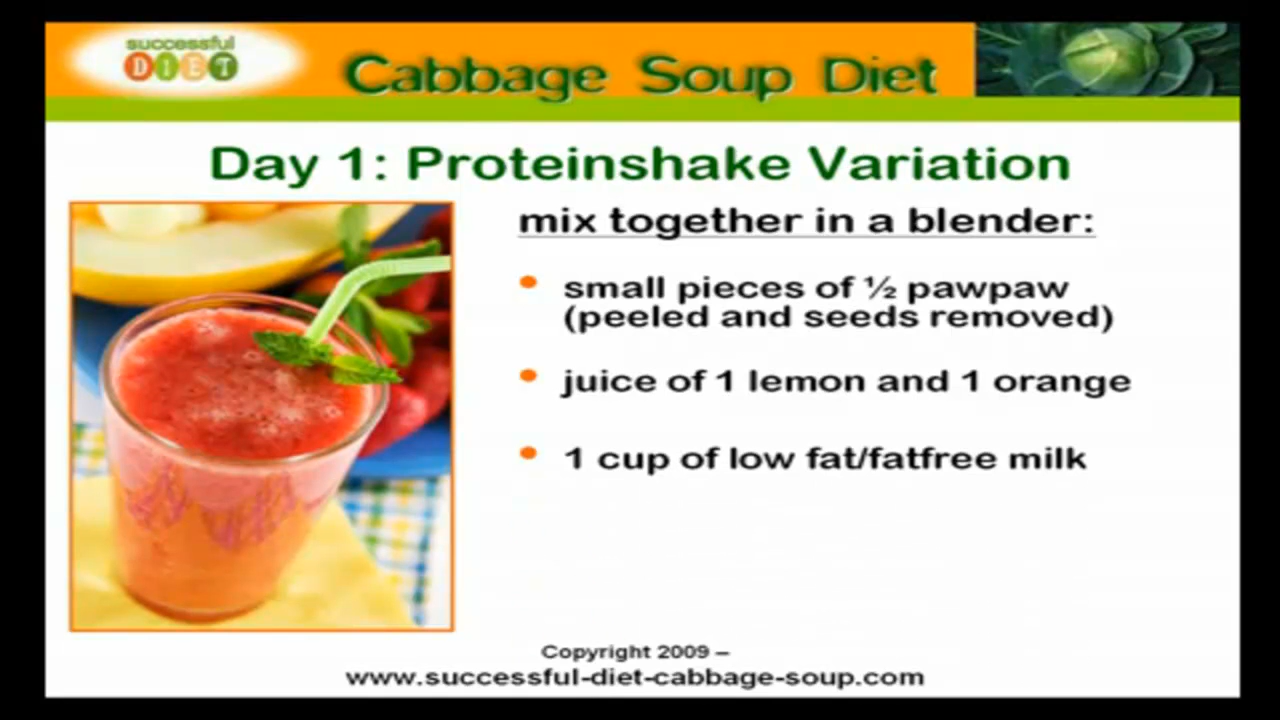 successful
DIET
Cabbage Soup Diet
Day 1: Proteinshake Variation
mix together in a blender:
• small pieces of ½ pawpaw
(peeled and seeds removed)
• juice of 1 lemon and 1 orange
• 1 cup of low fat/fatfree milk
Copyright 2009 –
www.successful-diet-cabbage-soup.com